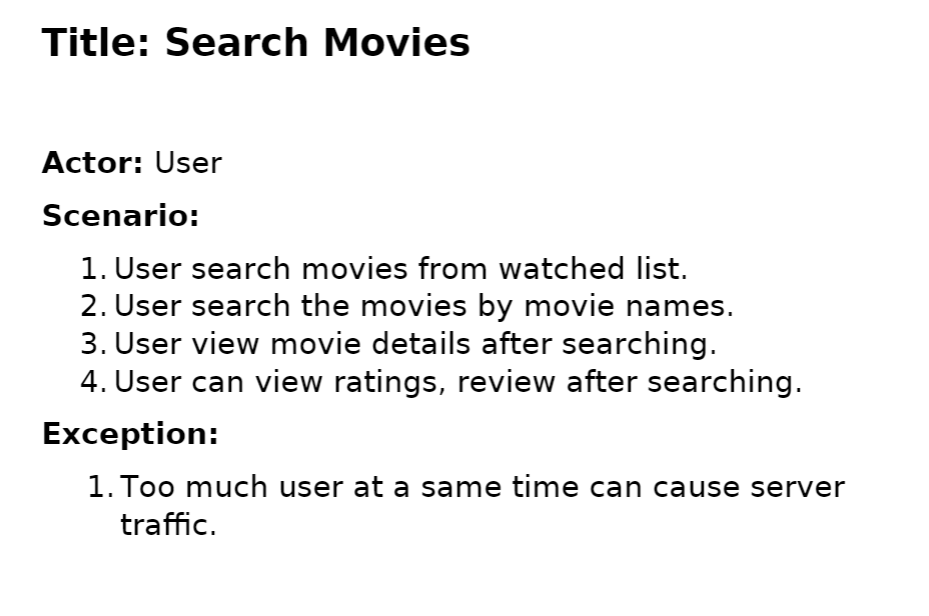 Title: Search Movies
Actor: User
Scenario:
1. User search movies from watched list.
2. User search the movies by movie names.
3. User view movie details after searching.
4. User can view ratings, review after searching.
Exception:
1. Too much user at a same time can cause server
traffic.